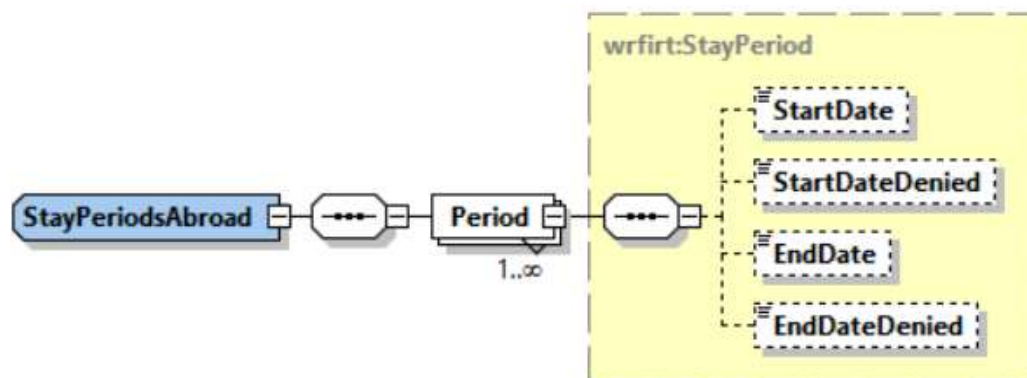 wrfirt:StayPeriod
StartDate
StartDateDenied
StayPeriodsAbroad
Period
1..∞
EndDate
EndDateDenied